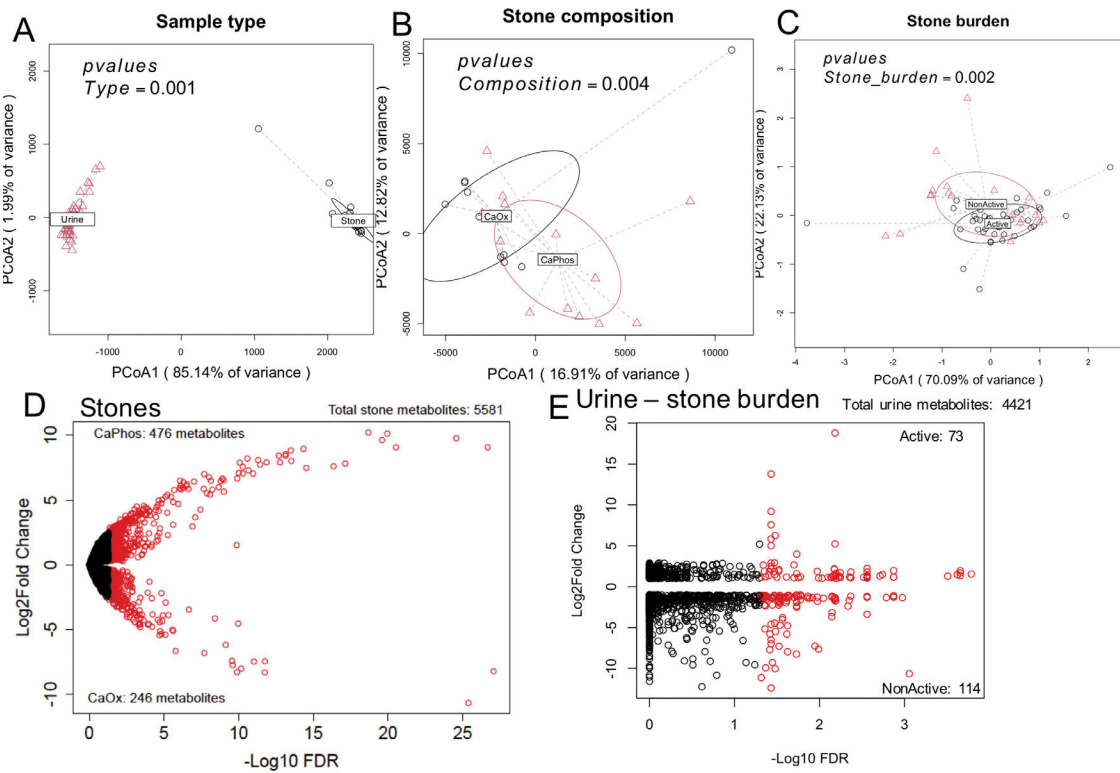 A
Sample type
pvalues
Type = 0.001
Urine
Stone
PCoA2 ( 1.99% of variance )
2000
1000
0
-1000
-1000
0
1000
2000
PCoA1 ( 85.14% of variance )
B
Stone composition
pvalues
Composition = 0.004
CaOx
CaPhos
PCoA2 ( 12.82% of variance )
10000
5000
0
-5000
-5000
0
5000
10000
PCoA1 ( 16.91% of variance )
C
Stone burden
pvalues
Stone_burden = 0.002
NonActive
Active
PCoA2 ( 22.13% of variance )
3
2
1
0
-1
-2
-4
-3
-2
-1
0
1
2
PCoA1 ( 70.09% of variance )
D Stones
Total stone metabolites: 5581
CaPhos: 476 metabolites
CaOx: 246 metabolites
Log2Fold Change
10
5
0
-5
-10
0
5
10
15
20
25
-Log10 FDR
E Urine – stone burden
Total urine metabolites: 4421
Active: 73
NonActive: 114
Log2Fold Change
20
15
10
5
0
-5
-10
0
1
2
3
-Log10 FDR